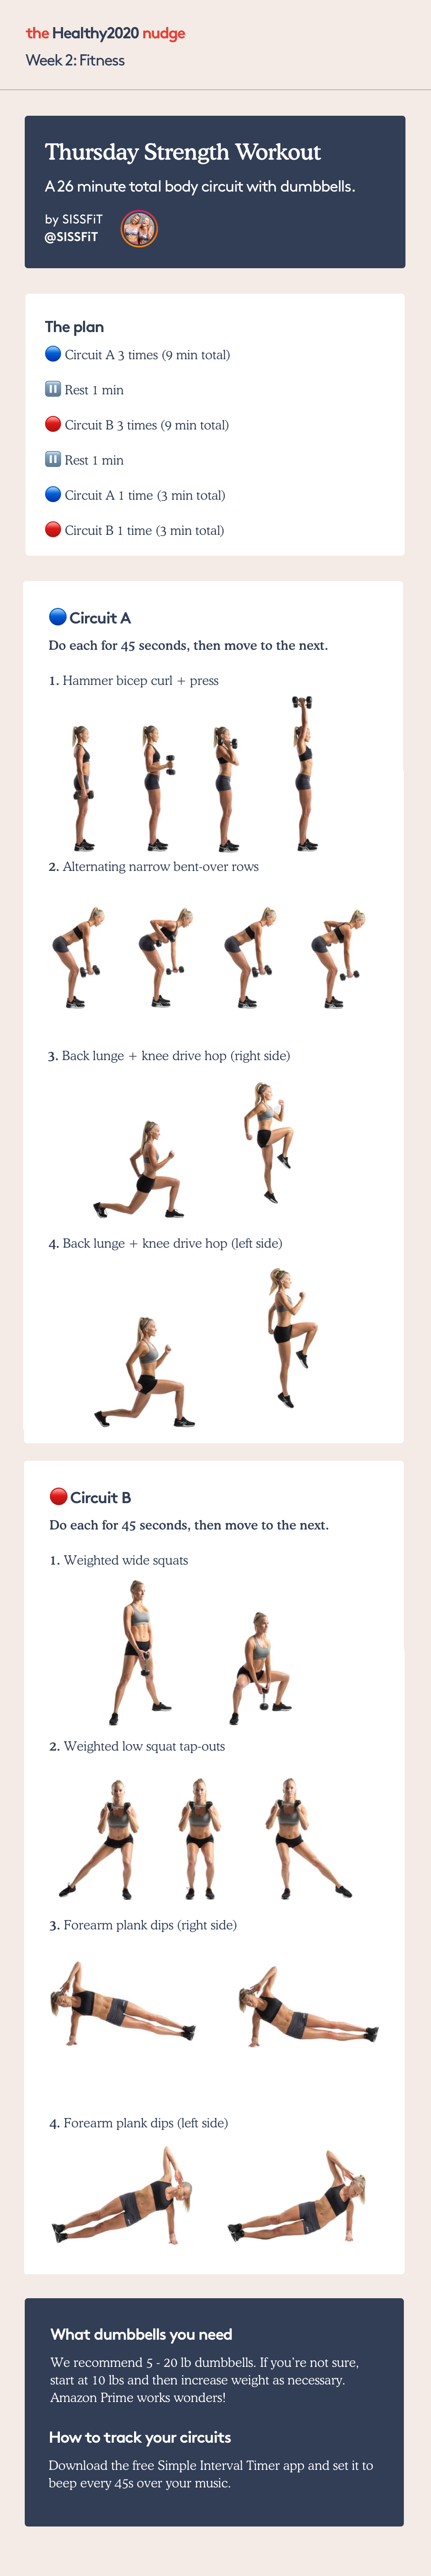 the Healthy2020 nudge
Week 2: Fitness
Thursday Strength Workout
A 26 minute total body circuit with dumbbells.
by SISSFiT
@SISSFiT
The plan
Circuit A 3 times (9 min total)
Rest 1 min
Circuit B 3 times (9 min total)
Rest 1 min
Circuit A 1 time (3 min total)
Circuit B 1 time (3 min total)
Circuit A
Do each for 45 seconds, then move to the next.
1. Hammer bicep curl + press
2. Alternating narrow bent-over rows
3. Back lunge + knee drive hop (right side)
4. Back lunge + knee drive hop (left side)
Circuit B
Do each for 45 seconds, then move to the next.
1. Weighted wide squats
2. Weighted low squat tap-outs
3. Forearm plank dips (right side)
4. Forearm plank dips (left side)
What dumbbells you need
We recommend 5 - 20 lb dumbbells. If you're not sure,
start at 10 lbs and then increase weight as necessary.
Amazon Prime works wonders!
How to track your circuits
Download the free Simple Interval Timer app and set it to
beep every 45s over your music.